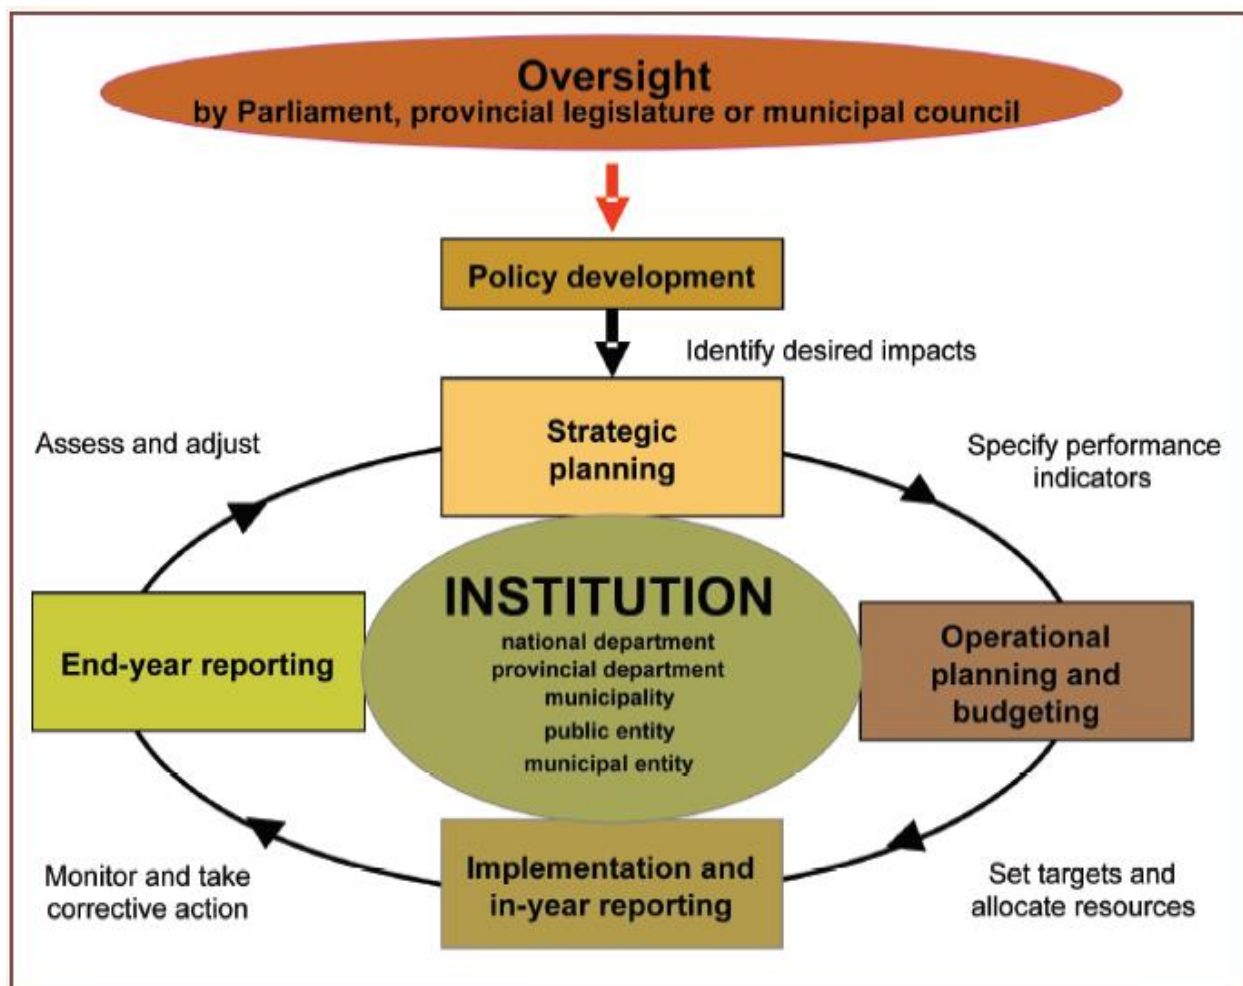 Oversight
by Parliament, provincial legislature or municipal council
Policy development
Identify desired impacts
Strategic
planning
Assess and adjust
Specify performance
indicators
INSTITUTION
national department
provincial department
municipality
public entity
municipal entity
End-year reporting
Operational
planning and
budgeting
Implementation and
in-year reporting
Monitor and take
corrective action
Set targets and
allocate resources